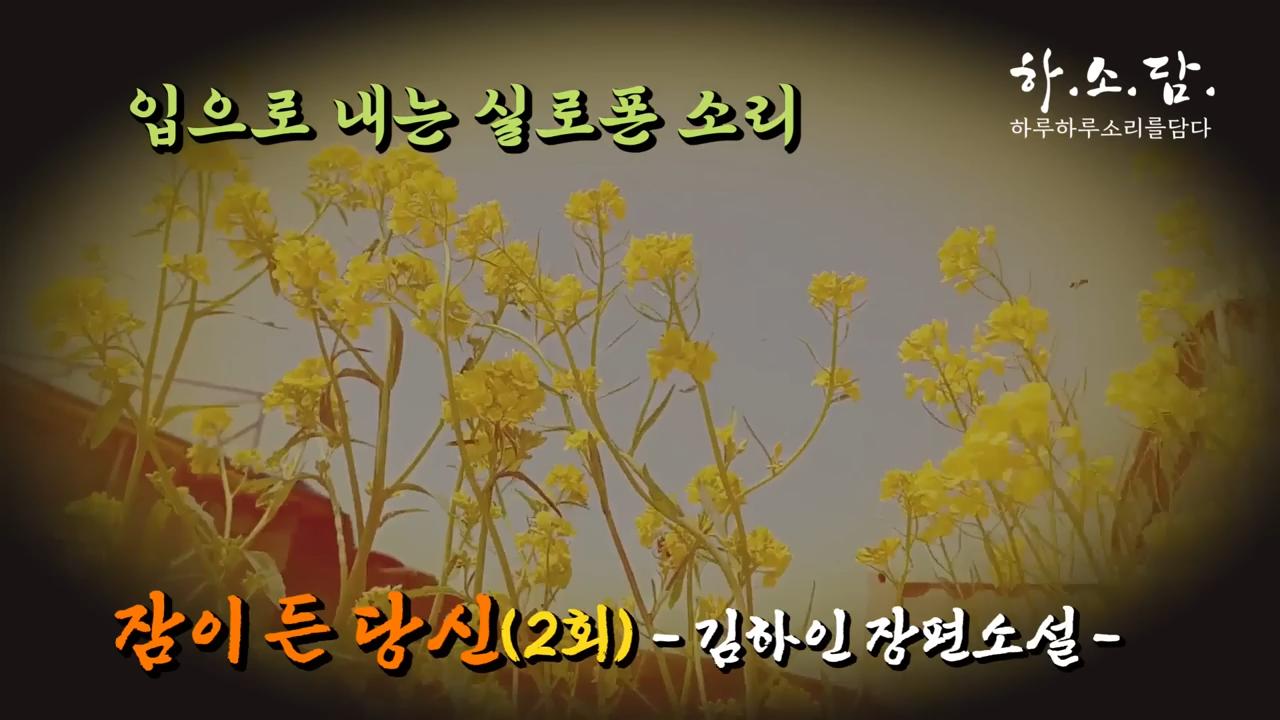 입으로 내는 실로폰 소리
하.소.담.
하루하루소리를담다
잠이 든 당신(2회) - 김하인 장편소설 -